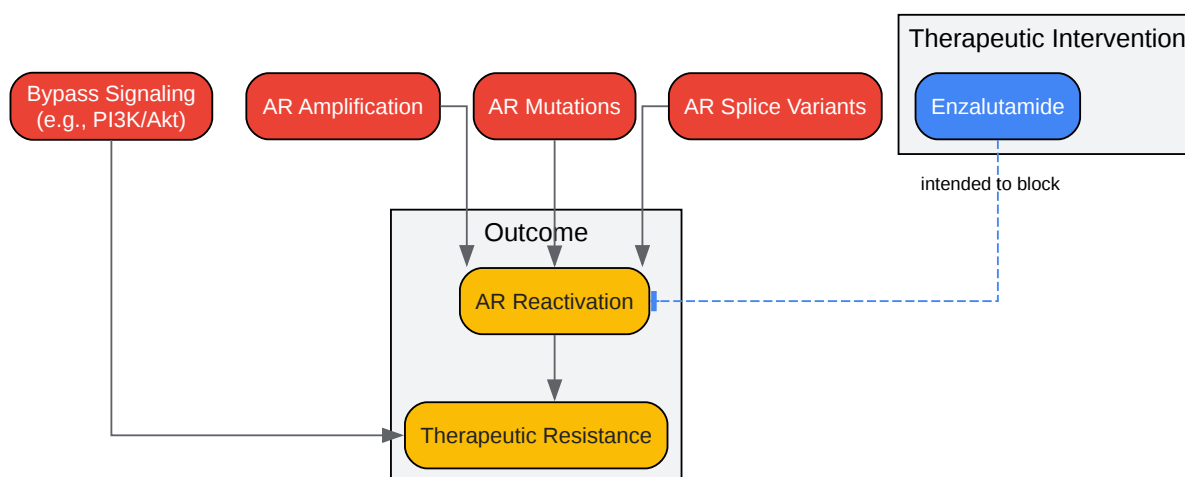 Therapeutic Intervention
Bypass Signaling
(e.g., PI3K/Akt)
AR Amplification
AR Mutations
AR Splice Variants
Enzalutamide
intended to block
Outcome
AR Reactivation
Therapeutic Resistance